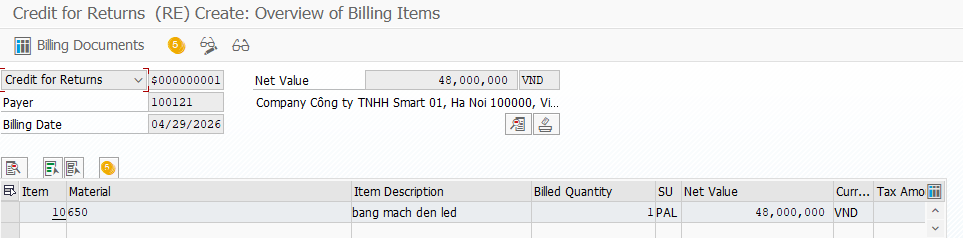 Credit for Returns (RE) Create: Overview of Billing Items
Billing Documents
Credit for Returns $000000001 Net Value 48,000,000 VND
Payer 100121 Company Công ty TNHH Smart 01, Ha Noi 100000, Vi...
Billing Date 04/29/2026
Item Material Item Description Billed Quantity SU Net Value Curr... Tax Amo
10 650 bang mach den led 1 PAL 48,000,000 VND